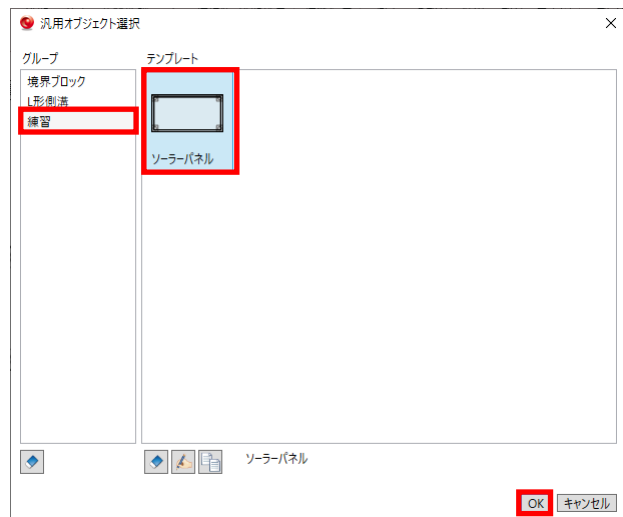 汎用オブジェクト選択
グループ
テンプレート
境界ブロック
L形側溝
練習
ソーラーパネル
ソーラーパネル
OK
キャンセル